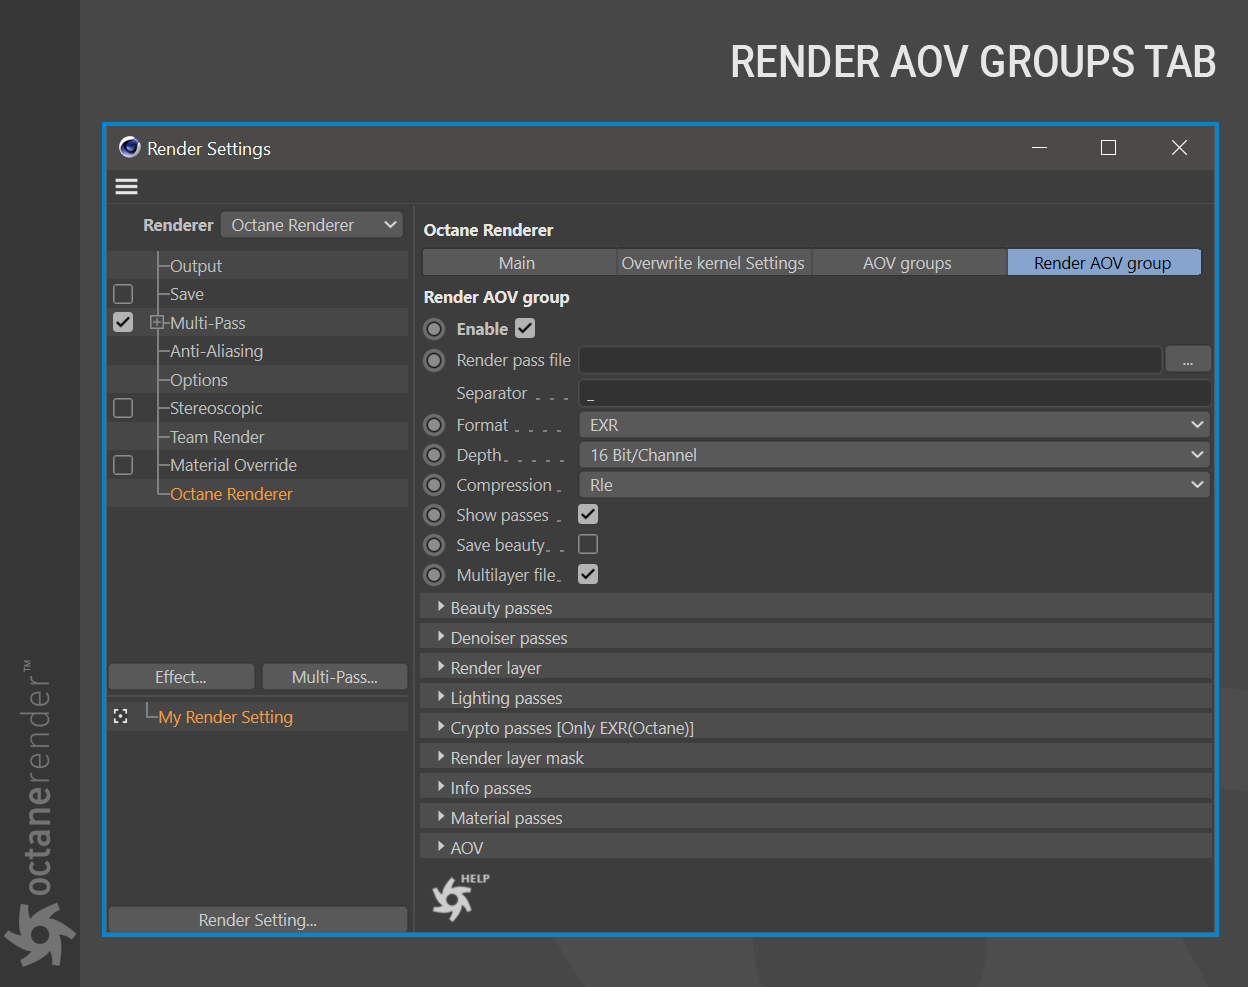 RENDER AOV GROUPS TAB
Render Settings
Renderer Octane Renderer
Output
Save
Multi-Pass
Anti-Aliasing
Options
Stereoscopic
Team Render
Material Override
Octane Renderer
Effect... Multi-Pass...
My Render Setting
Render Setting...
Octane Renderer
Main Overwrite kernel Settings AOV groups Render AOV group
Render AOV group
Enable
Render pass file ...
Separator . . . . _
Format . . . . EXR
Depth. . . . . 16 Bit/Channel
Compression . Rle
Show passes .
Save beauty. .
Multilayer file.
Beauty passes
Denoiser passes
Render layer
Lighting passes
Crypto passes [Only EXR(Octane)]
Render layer mask
Info passes
Material passes
AOV
HELP
octanerender™